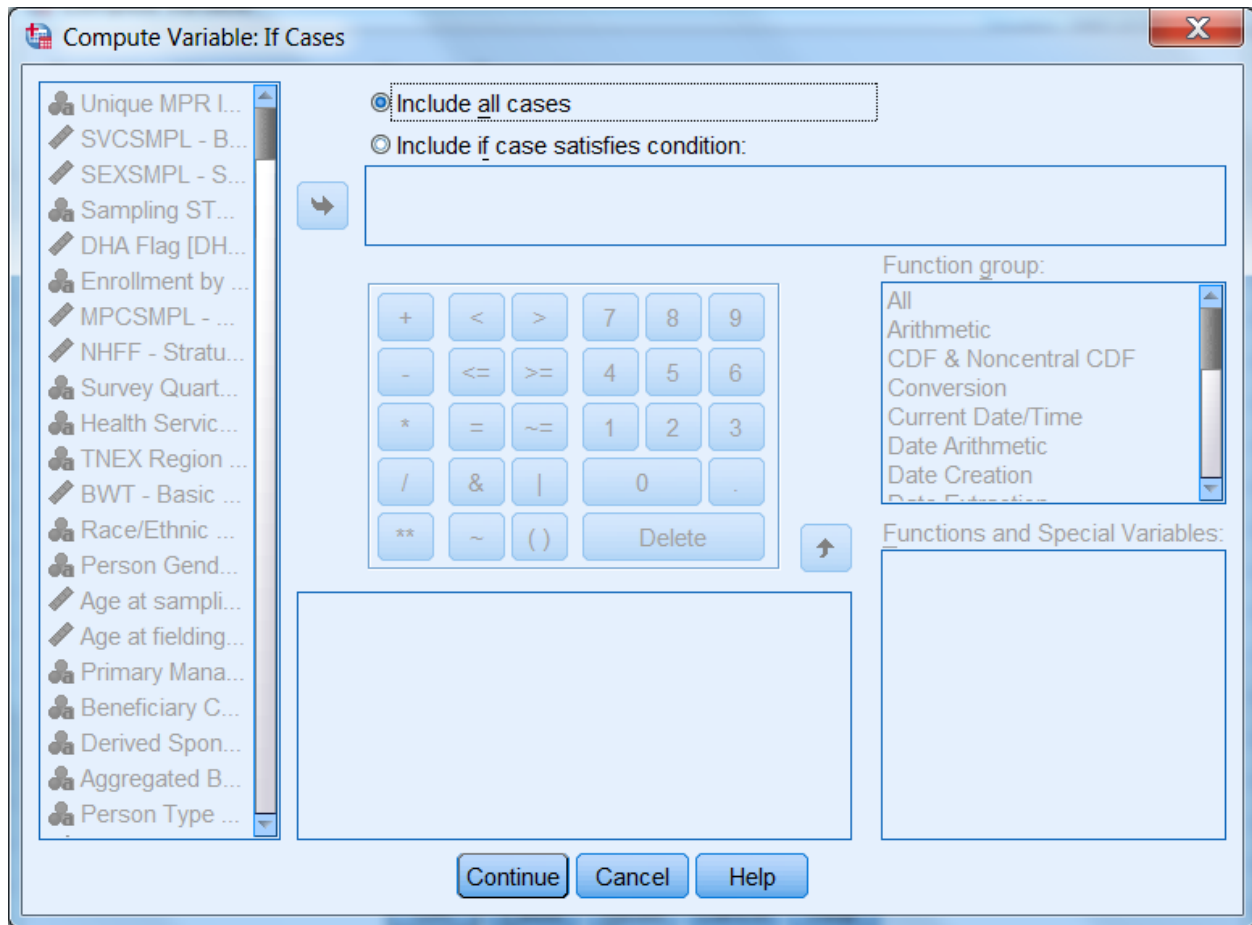 Compute Variable: If Cases
X
Unique MPR I...
SVCSMPL - B...
SEXSMPL - S...
Sampling ST...
DHA Flag [DH...
Enrollment by ...
MPCSMPL - ...
NHFF - Stratu...
Survey Quart...
Health Servic...
TNEX Region ...
BWT - Basic ...
Race/Ethnic ...
Person Gend...
Age at sampli...
Age at fielding...
Primary Mana...
Beneficiary C...
Derived Spon...
Aggregated B...
Person Type ...
Include all cases
Include if case satisfies condition:
+ < > 7 8 9
- <= >= 4 5 6
* = ~= 1 2 3
/ & | 0 .
** ~ ( ) Delete
Function group:
All
Arithmetic
CDF & Noncentral CDF
Conversion
Current Date/Time
Date Arithmetic
Date Creation
Date Extraction
Functions and Special Variables:
Continue Cancel Help